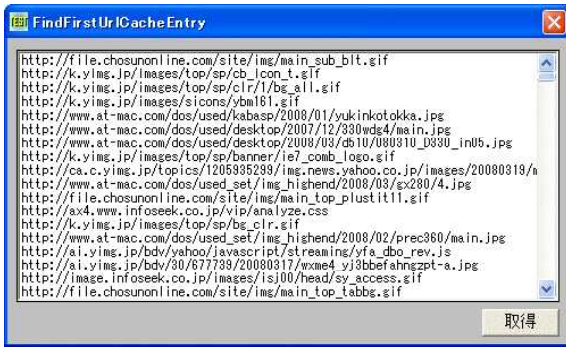 FindFirstUrlCacheEntry
http://file.chosunonline.com/site/img/main_sub_blt.gif
http://k.yimg.jp/images/top/sp/cb_icon_t.gif
http://k.yimg.jp/images/top/sp/clr/1/bg_all.gif
http://k.yimg.jp/images/sicons/ybm161.gif
http://www.at-mac.com/dos/used/kabasp/2008/01/yukinkotokka.jpg
http://www.at-mac.com/dos/used/desktop/2007/12/330wdg4/main.jpg
http://www.at-mac.com/dos/used/desktop/2008/03/d510/080310_D330_in05.jpg
http://k.yimg.jp/images/top/sp/banner/ie7_comb_logo.gif
http://ca.c.yimg.jp/topics/1205935299/img.news.yahoo.co.jp/images/20080319/m
http://www.at-mac.com/dos/used_set/img_highend/2008/03/gx280/4.jpg
http://file.chosunonline.com/site/img/main_top_plustit11.gif
http://ax4.www.infoseek.co.jp/vip/analyze.css
http://k.yimg.jp/images/top/sp/bg_clr.gif
http://www.at-mac.com/dos/used_set/img_highend/2008/02/prec360/main.jpg
http://ai.yimg.jp/bdv/yahoo/javascript/streaming/yfa_dbo_rev.js
http://ai.yimg.jp/bdv/30/677739/20080317/wxme4_yj3bbefahngzpt-a.jpg
http://image.infoseek.co.jp/images/isj00/head/sy_access.gif
http://file.chosunonline.com/site/img/main_top_tabbg.gif
取得